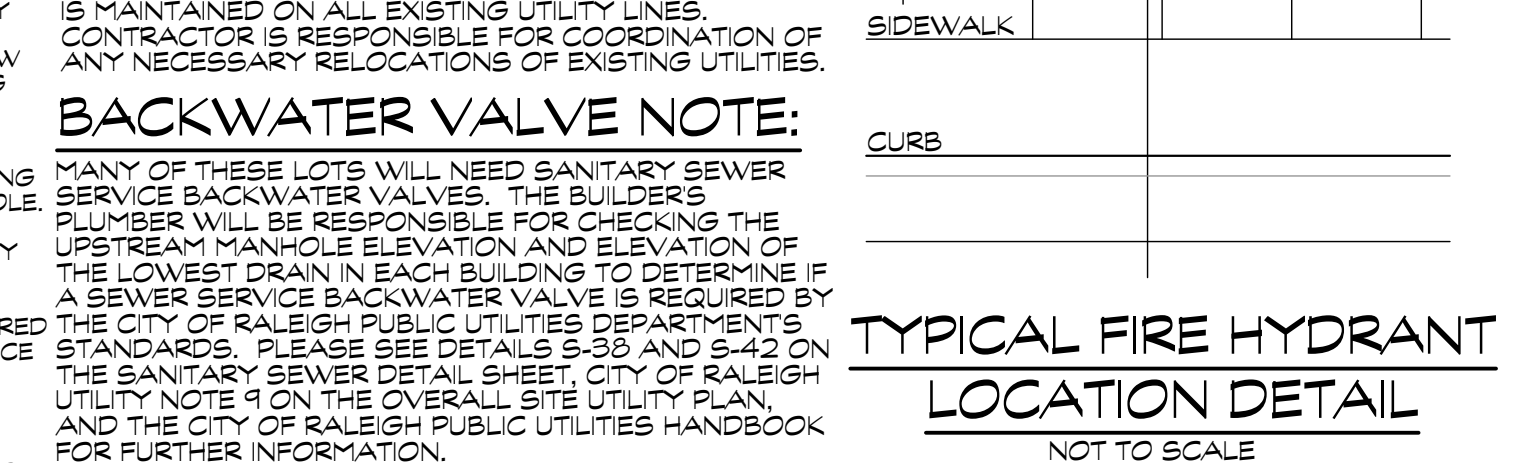 IS MAINTAINED ON ALL EXISTING UTILITY LINES.
CONTRACTOR IS RESPONSIBLE FOR COORDINATION OF
ANY NECESSARY RELOCATIONS OF EXISTING UTILITIES.
BACKWATER VALVE NOTE:
MANY OF THESE LOTS WILL NEED SANITARY SEWER
SERVICE BACKWATER VALVES. THE BUILDER'S
PLUMBER WILL BE RESPONSIBLE FOR CHECKING THE
UPSTREAM MANHOLE ELEVATION AND ELEVATION OF
THE LOWEST DRAIN IN EACH BUILDING TO DETERMINE IF
A SEWER SERVICE BACKWATER VALVE IS REQUIRED BY
THE CITY OF RALEIGH PUBLIC UTILITIES DEPARTMENT'S
STANDARDS. PLEASE SEE DETAILS S-38 AND S-42 ON
THE SANITARY SEWER DETAIL SHEET, CITY OF RALEIGH
UTILITY NOTE 9 ON THE OVERALL SITE UTILITY PLAN,
AND THE CITY OF RALEIGH PUBLIC UTILITIES HANDBOOK
FOR FURTHER INFORMATION.
SIDEWALK
CURB
TYPICAL FIRE HYDRANT
LOCATION DETAIL
NOT TO SCALE